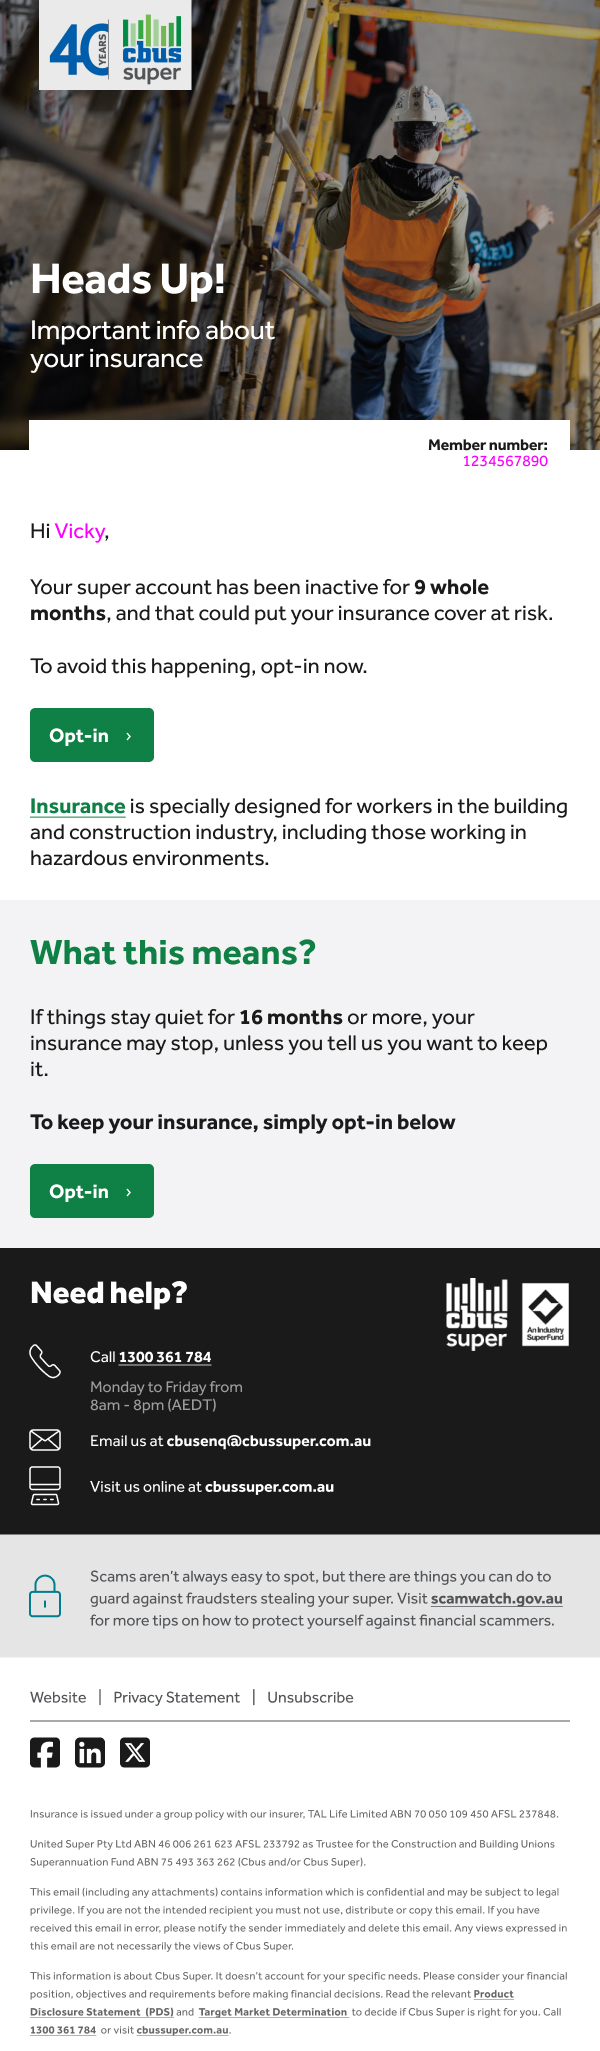 40 YEARS
cbus
super
Heads Up!
Important info about
your insurance
Member number:
1234567890
Hi Vicky,
Your super account has been inactive for 9 whole
months, and that could put your insurance cover at risk.
To avoid this happening, opt-in now.
Opt-in ›
Insurance is specially designed for workers in the building
and construction industry, including those working in
hazardous environments.
What this means?
If things stay quiet for 16 months or more, your
insurance may stop, unless you tell us you want to keep
it.
To keep your insurance, simply opt-in below
Opt-in ›
Need help?
cbus
super
An Industry
SuperFund
Call 1300 361 784
Monday to Friday from
8am - 8pm (AEDT)
Email us at cbusenq@cbussuper.com.au
Visit us online at cbussuper.com.au
Scams aren't always easy to spot, but there are things you can do to
guard against fraudsters stealing your super. Visit scamwatch.gov.au
for more tips on how to protect yourself against financial scammers.
Website | Privacy Statement | Unsubscribe
Insurance is issued under a group policy with our insurer, TAL Life Limited ABN 70 050 109 450 AFSL 237848.
United Super Pty Ltd ABN 46 006 261 623 AFSL 233792 as Trustee for the Construction and Building Unions
Superannuation Fund ABN 75 493 363 262 (Cbus and/or Cbus Super).
This email (including any attachments) contains information which is confidential and may be subject to legal
privilege. If you are not the intended recipient you must not use, distribute or copy this email. If you have
received this email in error, please notify the sender immediately and delete this email. Any views expressed in
this email are not necessarily the views of Cbus Super.
This information is about Cbus Super. It doesn't account for your specific needs. Please consider your financial
position, objectives and requirements before making financial decisions. Read the relevant Product
Disclosure Statement (PDS) and Target Market Determination to decide if Cbus Super is right for you. Call
1300 361 784 or visit cbussuper.com.au.